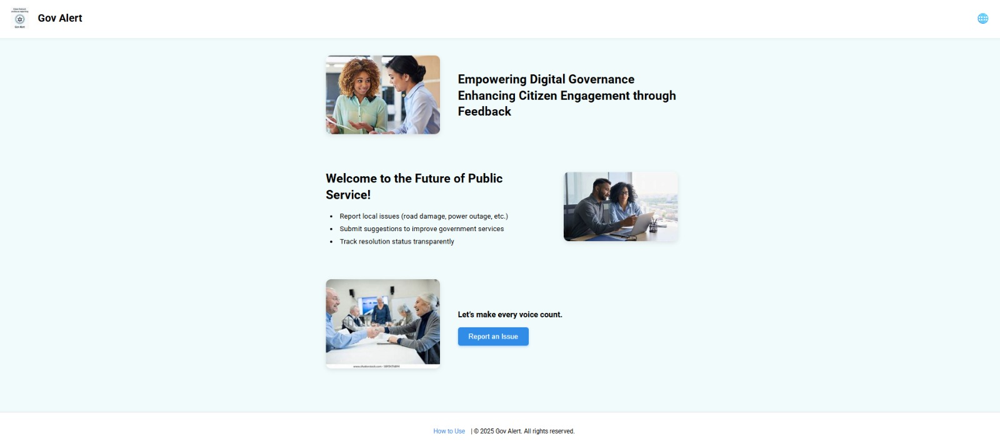 Gov Alert
Gov Alert
Empowering Digital Governance
Enhancing Citizen Engagement through
Feedback
Welcome to the Future of Public
Service!
• Report local issues (road damage, power outage, etc.)
• Submit suggestions to improve government services
• Track resolution status transparently
Let's make every voice count.
Report an Issue
How to Use | © 2025 Gov Alert. All rights reserved.